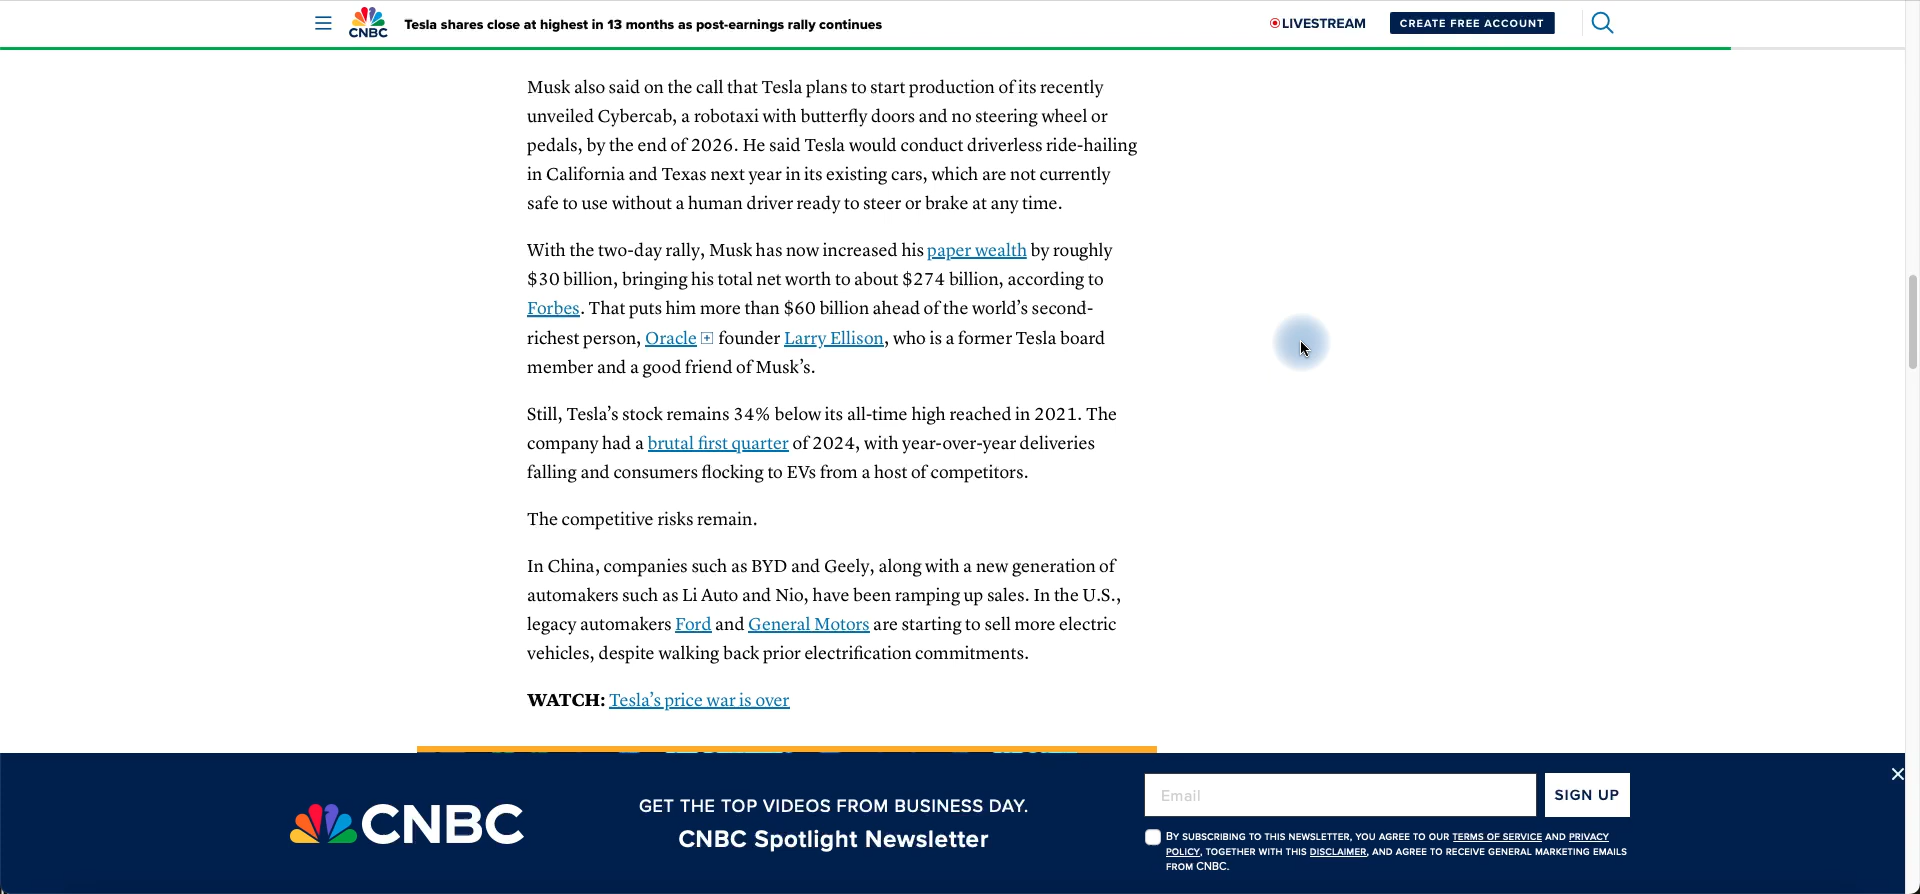 CNBC
Tesla shares close at highest in 13 months as post-earnings rally continues
LIVESTREAM
CREATE FREE ACCOUNT
Musk also said on the call that Tesla plans to start production of its recently
unveiled Cybercab, a robotaxi with butterfly doors and no steering wheel or
pedals, by the end of 2026. He said Tesla would conduct driverless ride-hailing
in California and Texas next year in its existing cars, which are not currently
safe to use without a human driver ready to steer or brake at any time.
With the two-day rally, Musk has now increased his paper wealth by roughly
$30 billion, bringing his total net worth to about $274 billion, according to
Forbes. That puts him more than $60 billion ahead of the world’s second-
richest person, Oracle founder Larry Ellison, who is a former Tesla board
member and a good friend of Musk’s.
Still, Tesla’s stock remains 34% below its all-time high reached in 2021. The
company had a brutal first quarter of 2024, with year-over-year deliveries
falling and consumers flocking to EVs from a host of competitors.
The competitive risks remain.
In China, companies such as BYD and Geely, along with a new generation of
automakers such as Li Auto and Nio, have been ramping up sales. In the U.S.,
legacy automakers Ford and General Motors are starting to sell more electric
vehicles, despite walking back prior electrification commitments.
WATCH: Tesla’s price war is over
CNBC
GET THE TOP VIDEOS FROM BUSINESS DAY.
CNBC Spotlight Newsletter
Email
SIGN UP
BY SUBSCRIBING TO THIS NEWSLETTER, YOU AGREE TO OUR TERMS OF SERVICE AND PRIVACY
POLICY, TOGETHER WITH THIS DISCLAIMER, AND AGREE TO RECEIVE GENERAL MARKETING EMAILS
FROM CNBC.